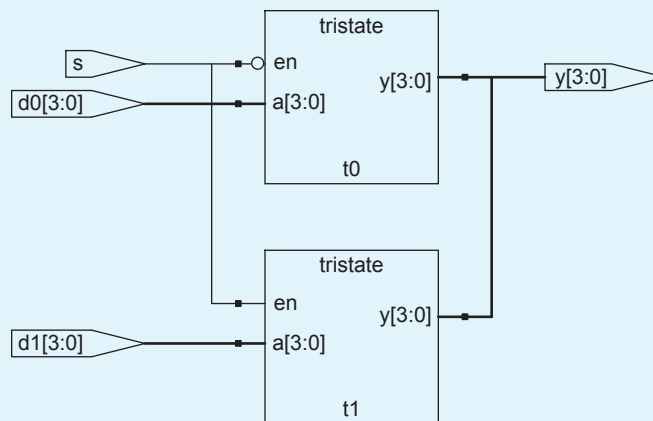 tristate
s
en
y[3:0]
y[3:0]
d0[3:0]
a[3:0]
t0
tristate
en
y[3:0]
d1[3:0]
a[3:0]
t1